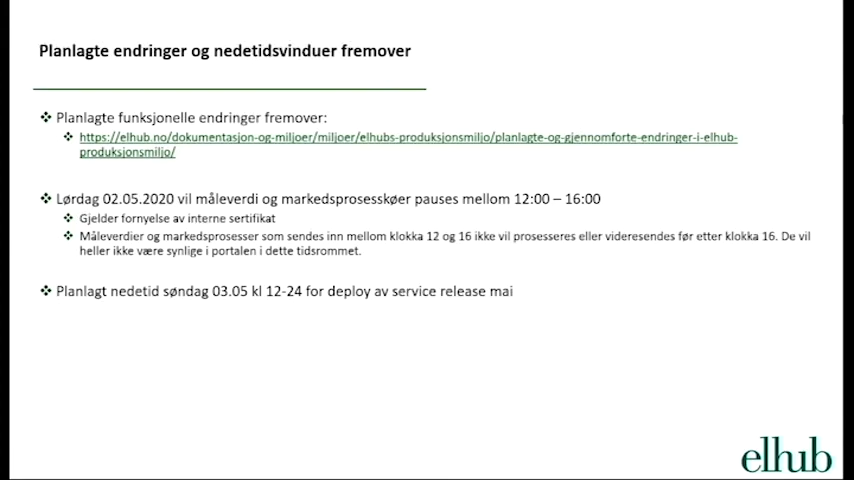 Planlagte endringer og nedetidsvinduer fremover
❖ Planlagte funksjonelle endringer fremover:
❖ https://elhub.no/dokumentasjon-og-miljoer/miljoer/elhubs-produksjonsmiljo/planlagte-og-gjennomforte-endringer-i-elhub-
produksjonsmiljo/
❖ Lørdag 02.05.2020 vil måleverdi og markedsprosesskøer pauses mellom 12:00 – 16:00
❖ Gjelder fornyelse av interne sertifikat
❖ Måleverdier og markedsprosesser som sendes inn mellom klokka 12 og 16 ikke vil prosesseres eller videresendes før etter klokka 16. De vil
heller ikke være synlige i portalen i dette tidsrommet.
❖ Planlagt nedetid søndag 03.05 kl 12-24 for deploy av service release mai
elhub